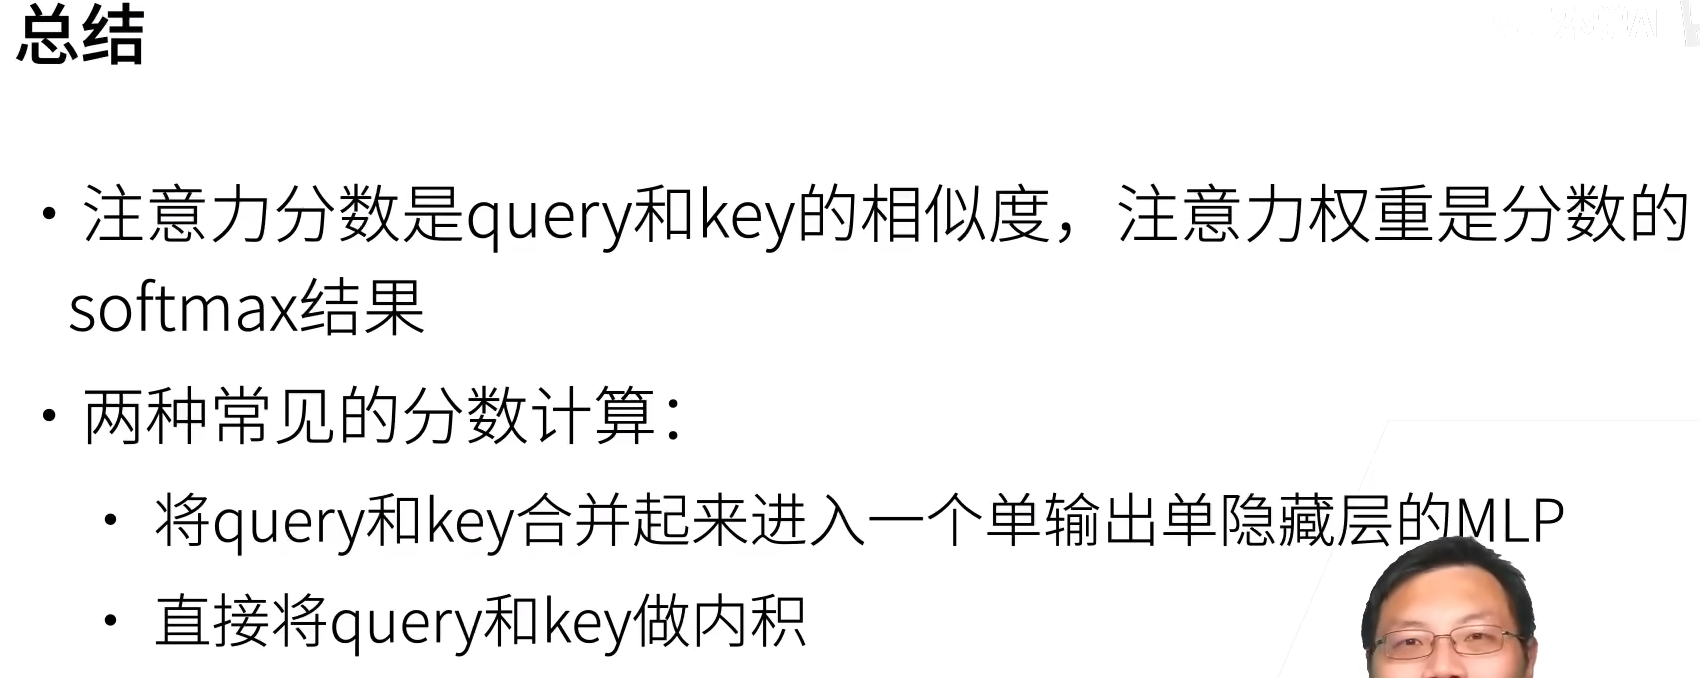 总结
• 注意力分数是query和key的相似度，注意力权重是分数的
softmax结果
• 两种常见的分数计算：
• 将query和key合并起来进入一个单输出单隐藏层的MLP
• 直接将query和key做内积